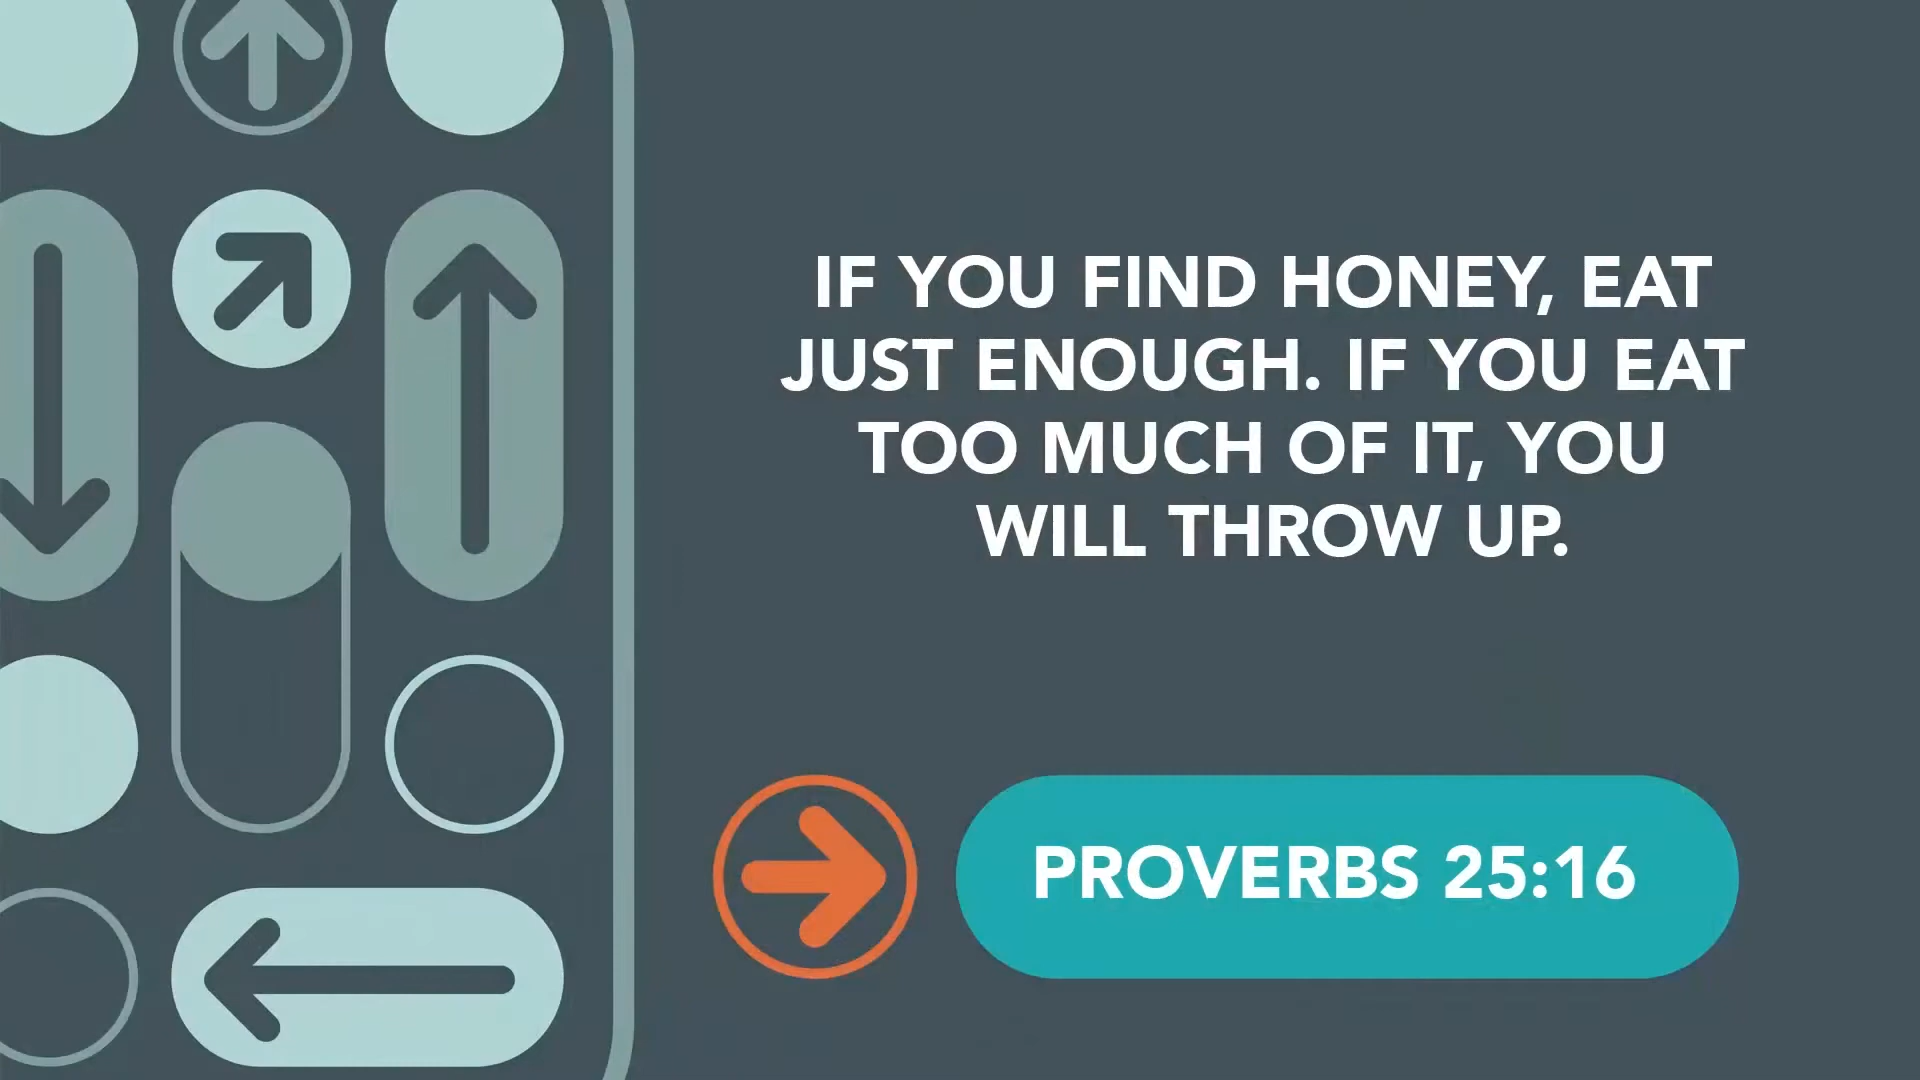 IF YOU FIND HONEY, EAT
JUST ENOUGH. IF YOU EAT
TOO MUCH OF IT, YOU
WILL THROW UP.
PROVERBS 25:16